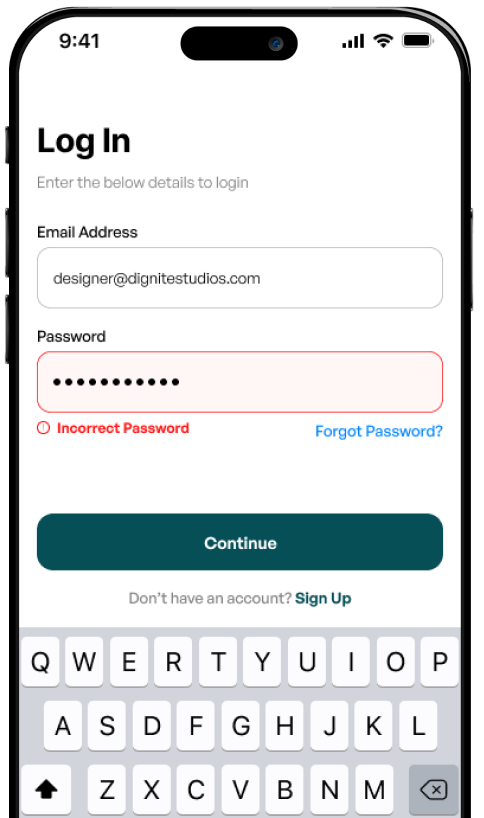 9:41
Log In
Enter the below details to login
Email Address
designer@dignitestudios.com
Password
•••••••••••
Incorrect Password
Forgot Password?
Continue
Don't have an account? Sign Up
Q W E R T Y U I O P
A S D F G H J K L
Z X C V B N M